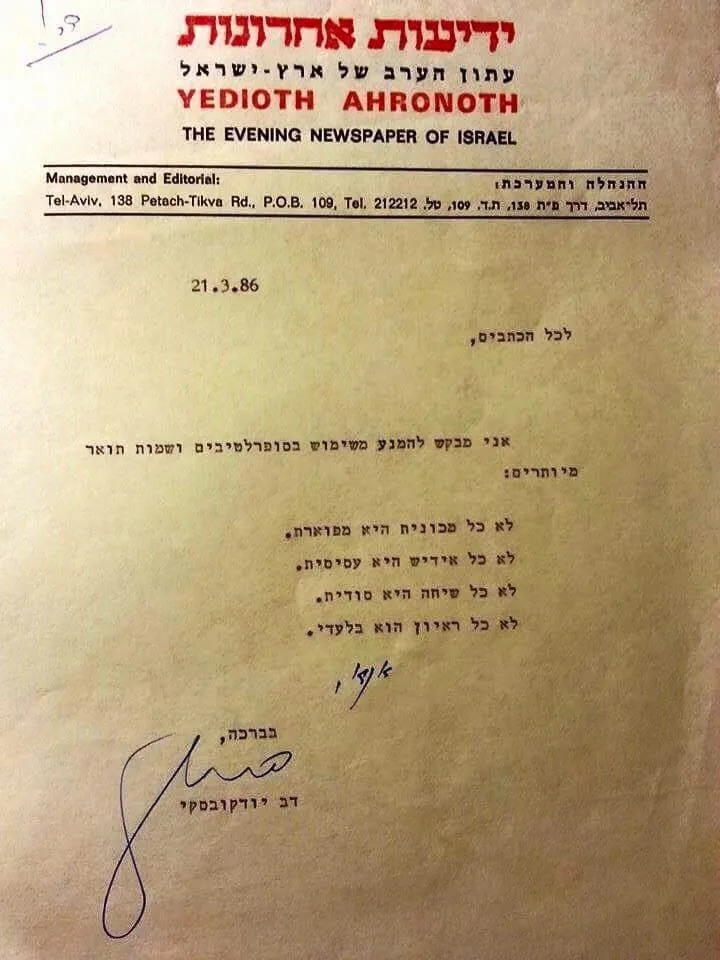 ידיעות אחרונות
עתון הערב של ארץ-ישראל
YEDIOTH AHRONOTH
THE EVENING NEWSPAPER OF ISRAEL
Management and Editorial: ההנהלה והמערכת:
Tel-Aviv, 138 Petach-Tikva Rd., P.O.B. 109, Tel. 212212 תל־אביב, דרך פ"ת 138, ת.ד. 109, טל.
21.3.86
לכל הכתבים,
אני מבקש להמנע משימוש בסופרלטיבים ושמות תואר
מיותרים:
לא כל מכונית היא מפוארת.
לא כל אידיש היא עסיסית.
לא כל שיחה היא סודית.
לא כל ראיון הוא בלעדי.
בברכה,
דב יודקובסקי